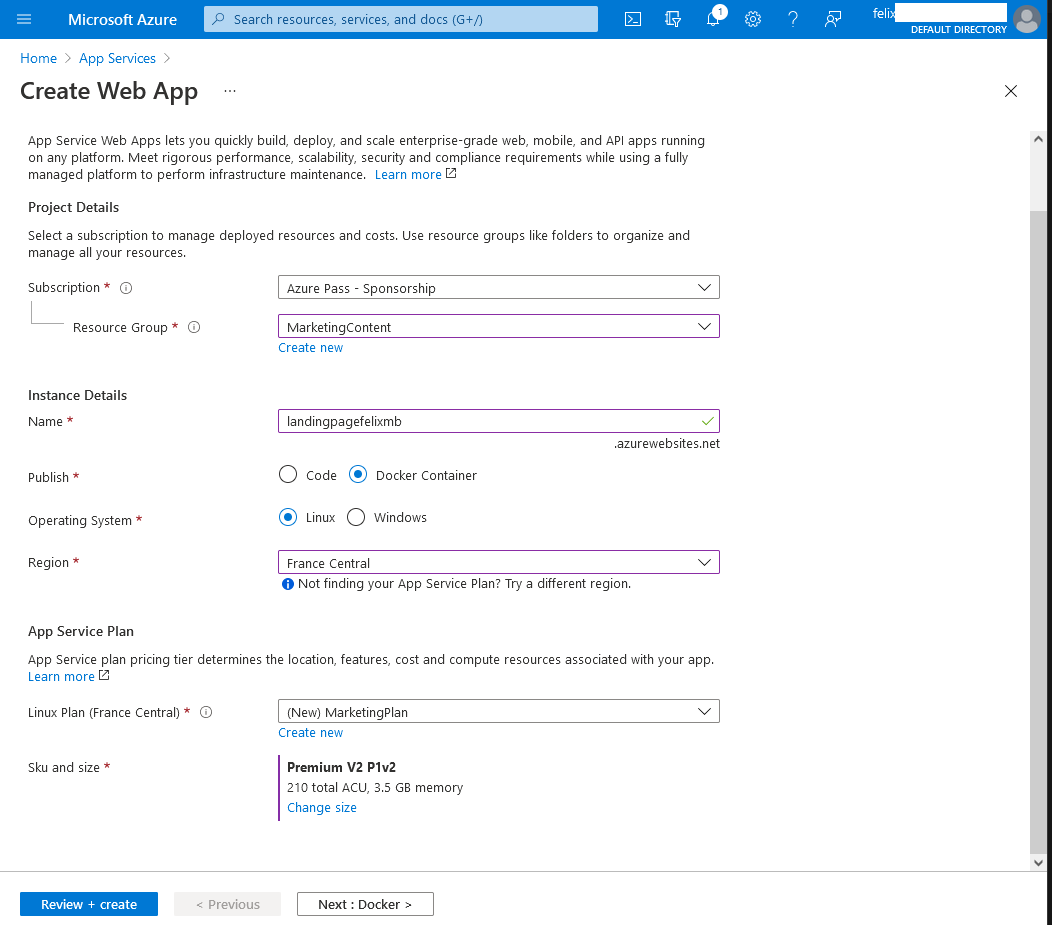 Microsoft Azure
Search resources, services, and docs (G+/)
1
felix
DEFAULT DIRECTORY
Home > App Services >
Create Web App ...
App Service Web Apps lets you quickly build, deploy, and scale enterprise-grade web, mobile, and API apps running
on any platform. Meet rigorous performance, scalability, security and compliance requirements while using a fully
managed platform to perform infrastructure maintenance. Learn more
Project Details
Select a subscription to manage deployed resources and costs. Use resource groups like folders to organize and
manage all your resources.
Subscription *
Azure Pass - Sponsorship
Resource Group *
MarketingContent
Create new
Instance Details
Name *
landingpagefelixmb
.azurewebsites.net
Publish *
Code Docker Container
Operating System *
Linux Windows
Region *
France Central
Not finding your App Service Plan? Try a different region.
App Service Plan
App Service plan pricing tier determines the location, features, cost and compute resources associated with your app.
Learn more
Linux Plan (France Central) *
(New) MarketingPlan
Create new
Sku and size *
Premium V2 P1v2
210 total ACU, 3.5 GB memory
Change size
Review + create
< Previous
Next : Docker >